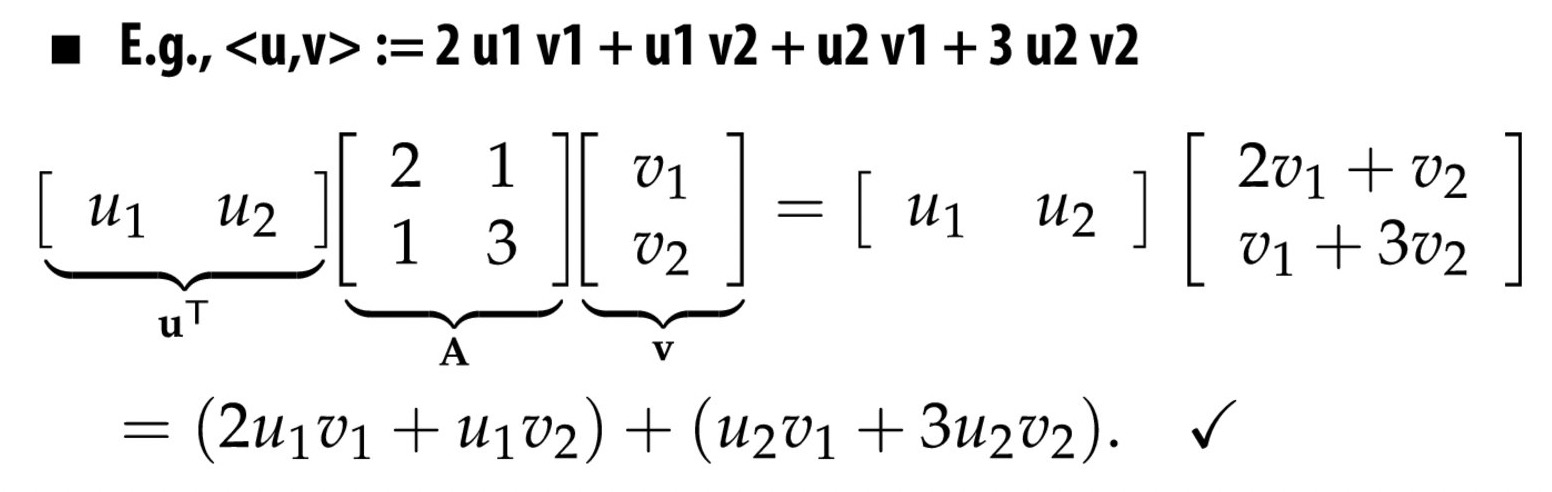 ■ E.g., <u,v> := 2 u1 v1 + u1 v2 + u2 v1 + 3 u2 v2
[ u₁ u₂ ] [ 2 1 ; 1 3 ] [ v₁ ; v₂ ] = [ u₁ u₂ ] [ 2v₁ + v₂ ; v₁ + 3v₂ ]
uᵀ A v
= (2u₁v₁ + u₁v₂) + (u₂v₁ + 3u₂v₂). ✓